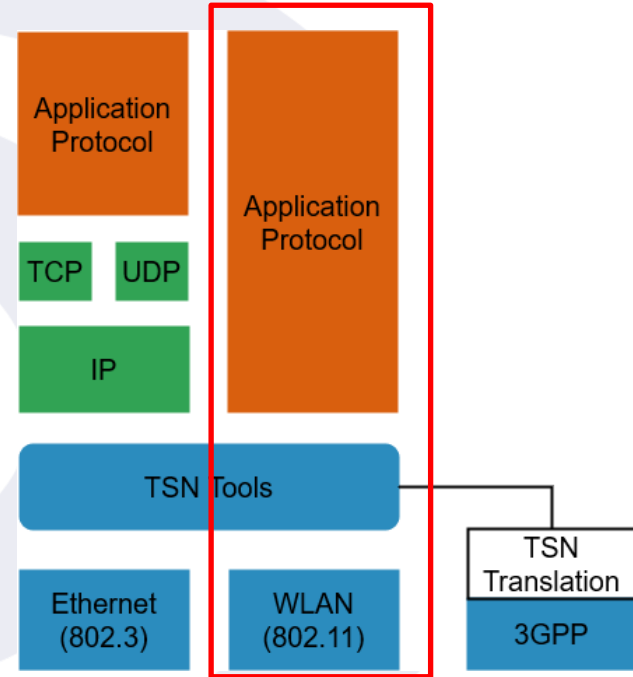 Application
Protocol
Application
Protocol
TCP
UDP
IP
TSN Tools
TSN
Translation
Ethernet
(802.3)
WLAN
(802.11)
3GPP